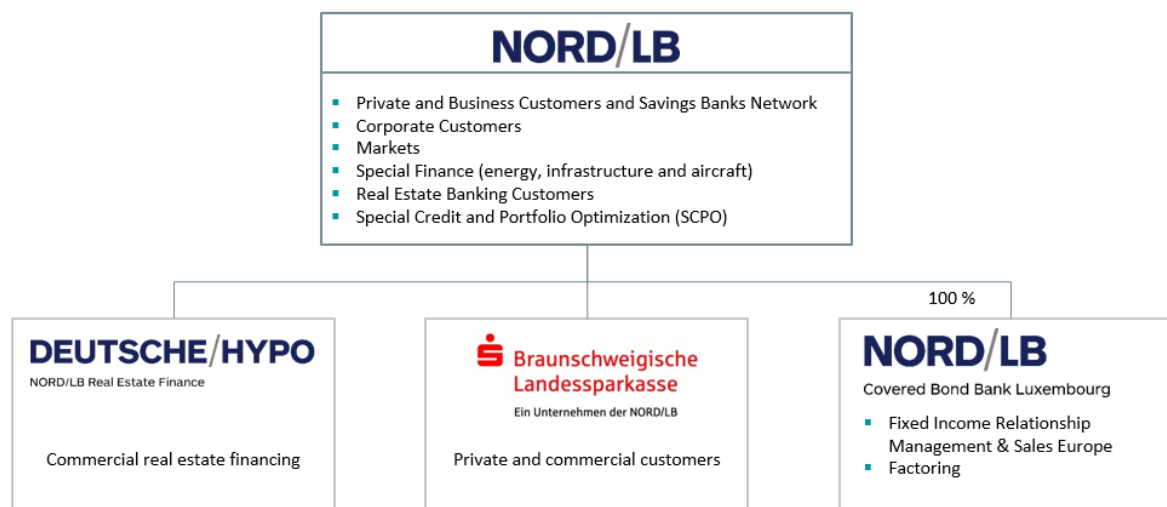 NORD/LB
Private and Business Customers and Savings Banks Network
Corporate Customers
Markets
Special Finance (energy, infrastructure and aircraft)
Real Estate Banking Customers
Special Credit and Portfolio Optimization (SCPO)
100 %
DEUTSCHE/HYPO
NORD/LB Real Estate Finance
Commercial real estate financing
Braunschweigische
Landessparkasse
Ein Unternehmen der NORD/LB
Private and commercial customers
NORD/LB
Covered Bond Bank Luxembourg
Fixed Income Relationship
Management & Sales Europe
Factoring